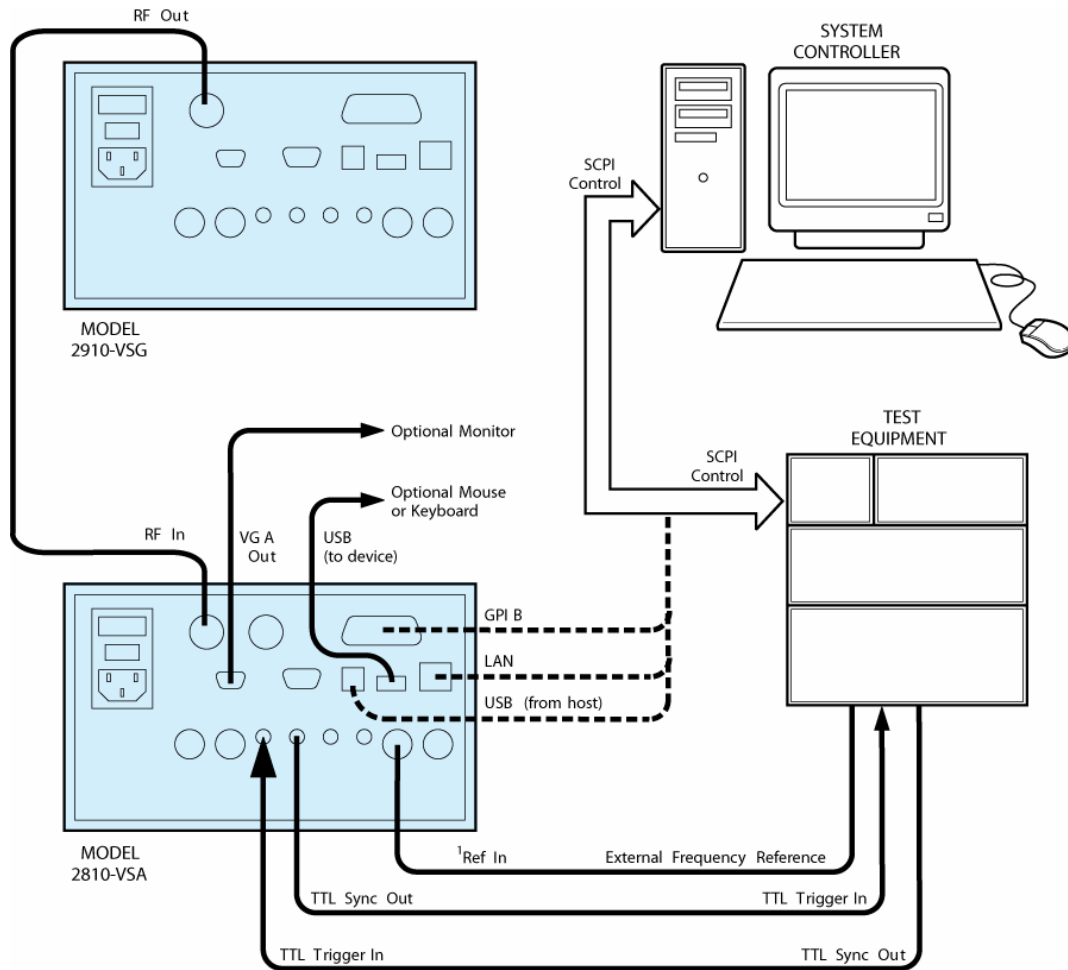 RF Out
SYSTEM
CONTROLLER
SCPI
Control
MODEL
2910-VSG
TEST
EQUIPMENT
Optional Monitor
SCPI
Control
Optional Mouse
or Keyboard
RF In
VG A
Out
USB
(to device)
GPI B
LAN
USB (from host)
MODEL
2810-VSA
¹Ref In
External Frequency Reference
TTL Sync Out
TTL Trigger In
TTL Trigger In
TTL Sync Out